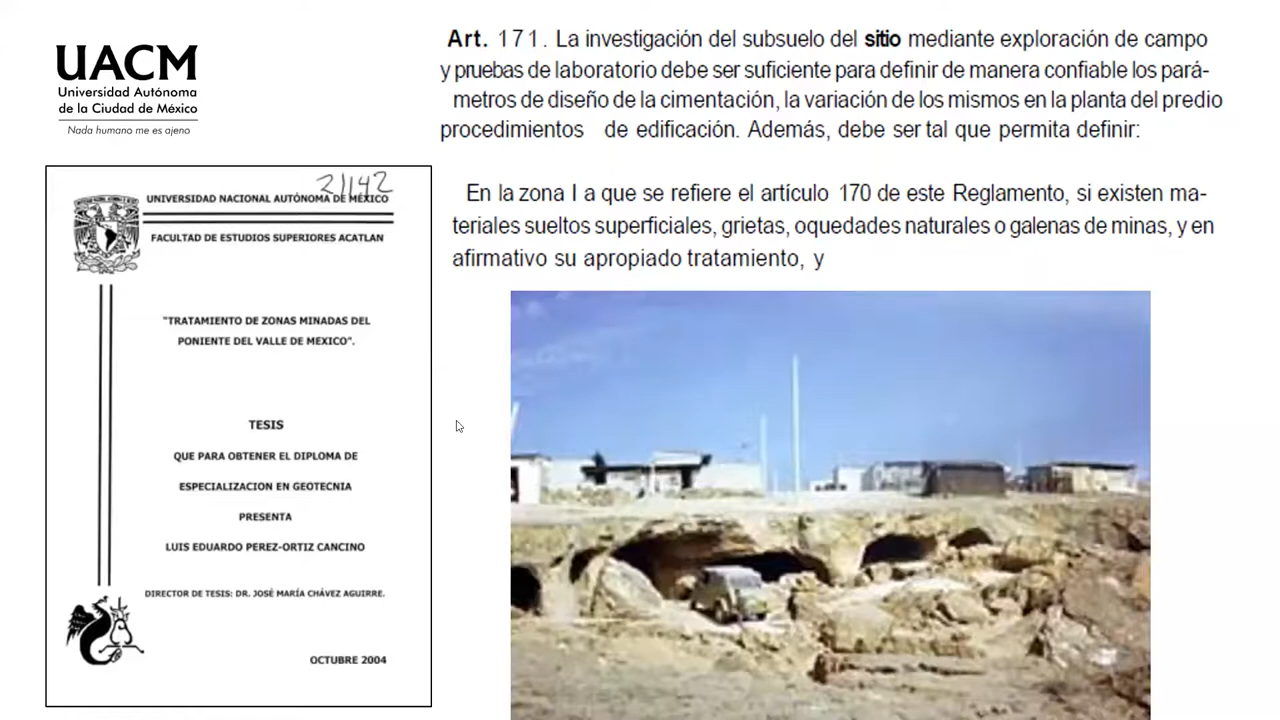 UACM
Universidad Autónoma
de la Ciudad de México
Nada humano me es ajeno
Art. 171. La investigación del subsuelo del sitio mediante exploración de campo
y pruebas de laboratorio debe ser suficiente para definir de manera confiable los pará-
metros de diseño de la cimentación, la variación de los mismos en la planta del predio
procedimientos de edificación. Además, debe ser tal que permita definir:
En la zona I a que se refiere el artículo 170 de este Reglamento, si existen ma-
teriales sueltos superficiales, grietas, oquedades naturales o galenas de minas, y en
afirmativo su apropiado tratamiento, y
21142
UNIVERSIDAD NACIONAL AUTÓNOMA DE MÉXICO
FACULTAD DE ESTUDIOS SUPERIORES ACATLAN
"TRATAMIENTO DE ZONAS MINADAS DEL
PONIENTE DEL VALLE DE MEXICO".
TESIS
QUE PARA OBTENER EL DIPLOMA DE
ESPECIALIZACION EN GEOTECNIA
PRESENTA
LUIS EDUARDO PEREZ-ORTIZ CANCINO
DIRECTOR DE TESIS: DR. JOSÉ MARÍA CHÁVEZ AGUIRRE.
OCTUBRE 2004